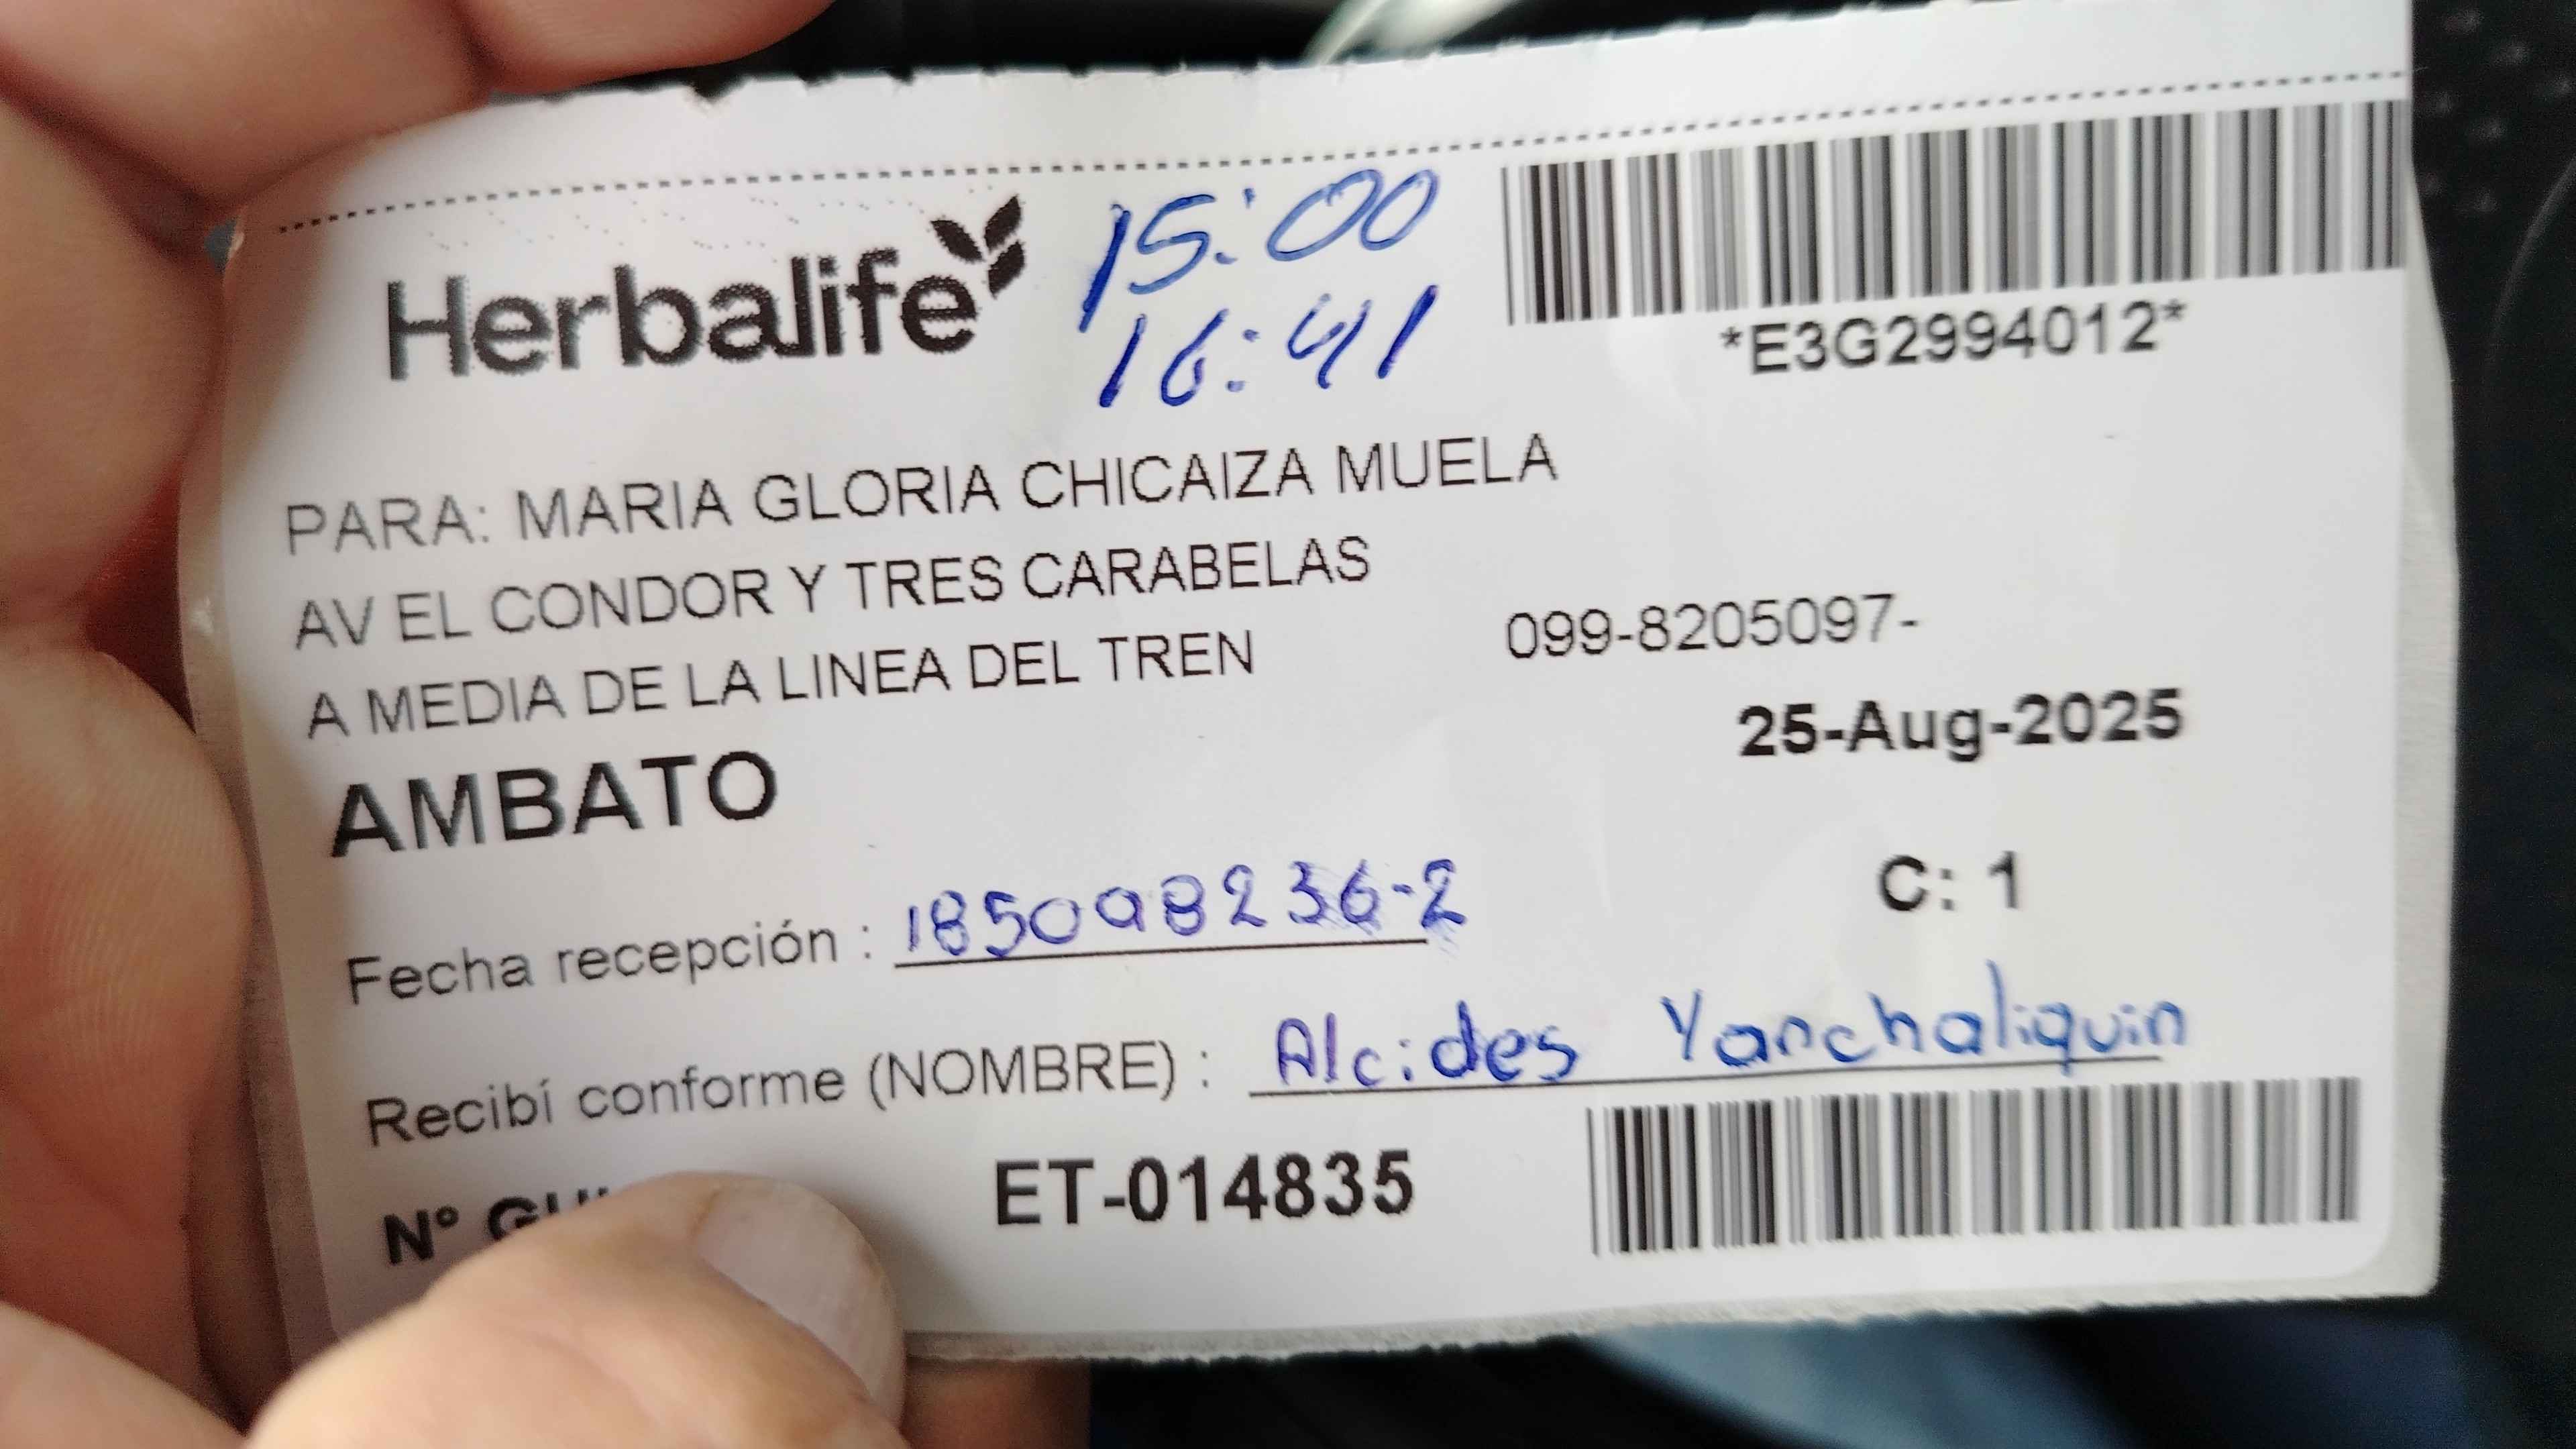 Herbalife
15:00
16:41
*E3G2994012*
PARA: MARIA GLORIA CHICAIZA MUELA
AV EL CONDOR Y TRES CARABELAS
A MEDIA DE LA LINEA DEL TREN
099-8205097-
25-Aug-2025
AMBATO
C: 1
Fecha recepción : 185098236-2
Recibí conforme (NOMBRE) : Alcides Yanchaliquin
Nº
ET-014835